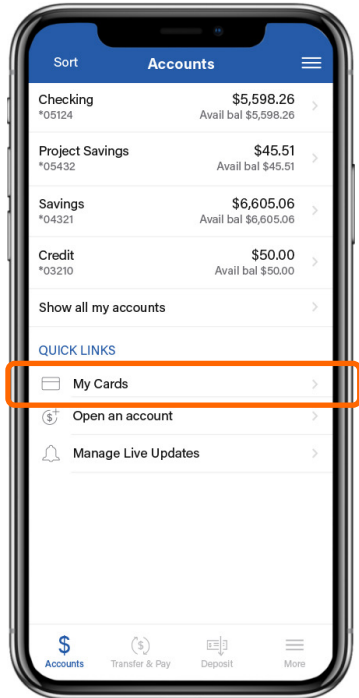 Sort Accounts
Checking $5,598.26
*05124 Avail bal $5,598.26
Project Savings $45.51
*05432 Avail bal $45.51
Savings $6,605.06
*04321 Avail bal $6,605.06
Credit $50.00
*03210 Avail bal $50.00
Show all my accounts
QUICK LINKS
My Cards
$+ Open an account
Manage Live Updates
$ $ $
Accounts Transfer & Pay Deposit More